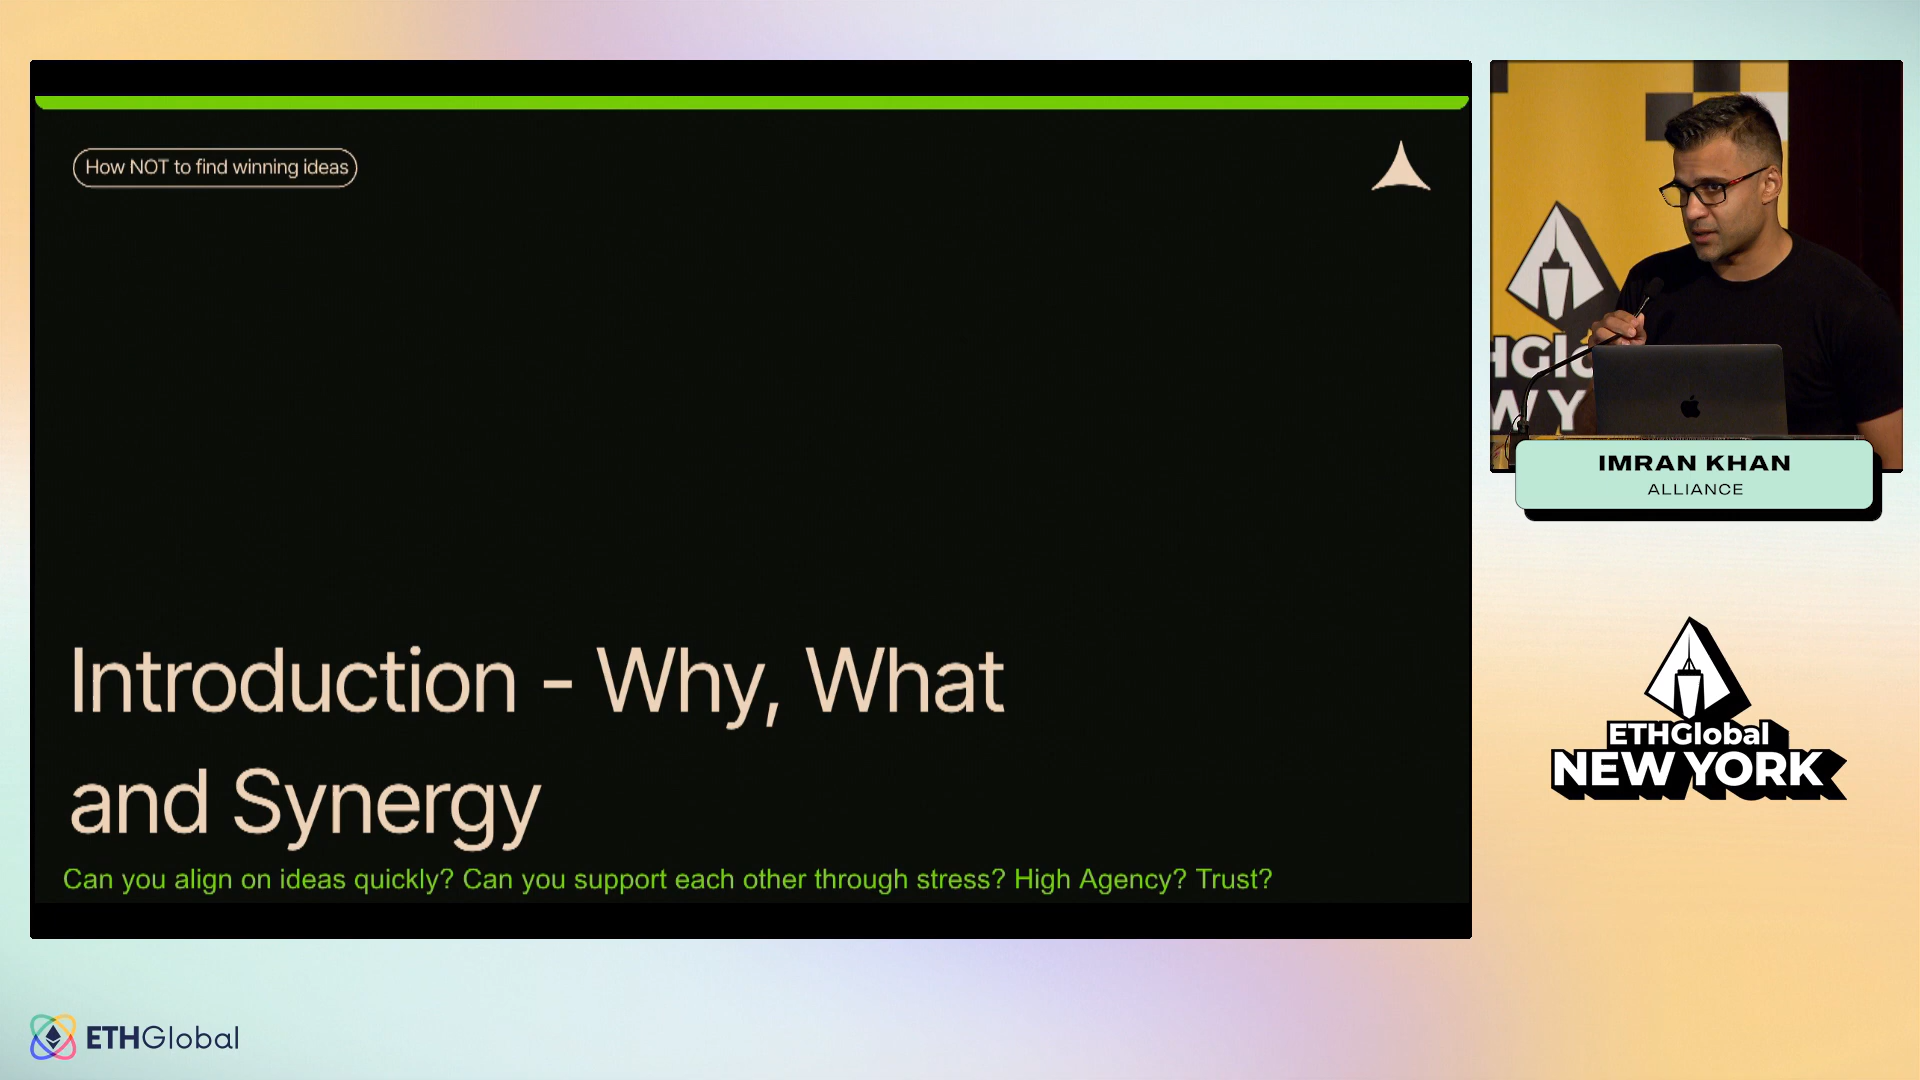 How NOT to find winning ideas
Introduction - Why, What
and Synergy
Can you align on ideas quickly? Can you support each other through stress? High Agency? Trust?
IMRAN KHAN
ALLIANCE
ETHGlobal
NEW YORK
ETHGlobal